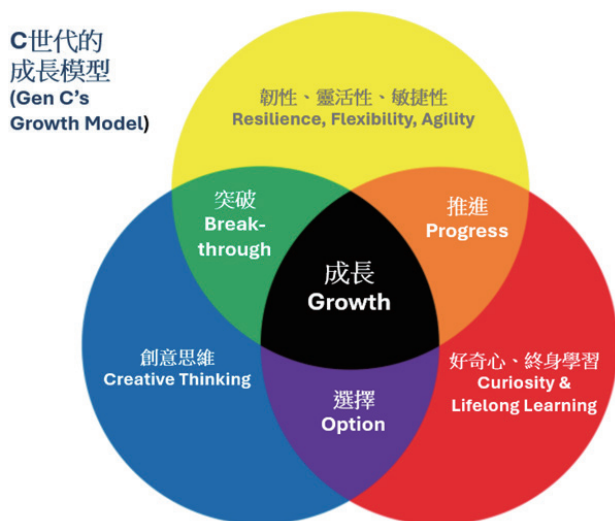 C世代的
成長模型
(Gen C's
Growth Model)
韌性、靈活性、敏捷性
Resilience, Flexibility, Agility
突破
Break-
through
推進
Progress
成長
Growth
創意思維
Creative Thinking
好奇心、終身學習
Curiosity &
Lifelong Learning
選擇
Option